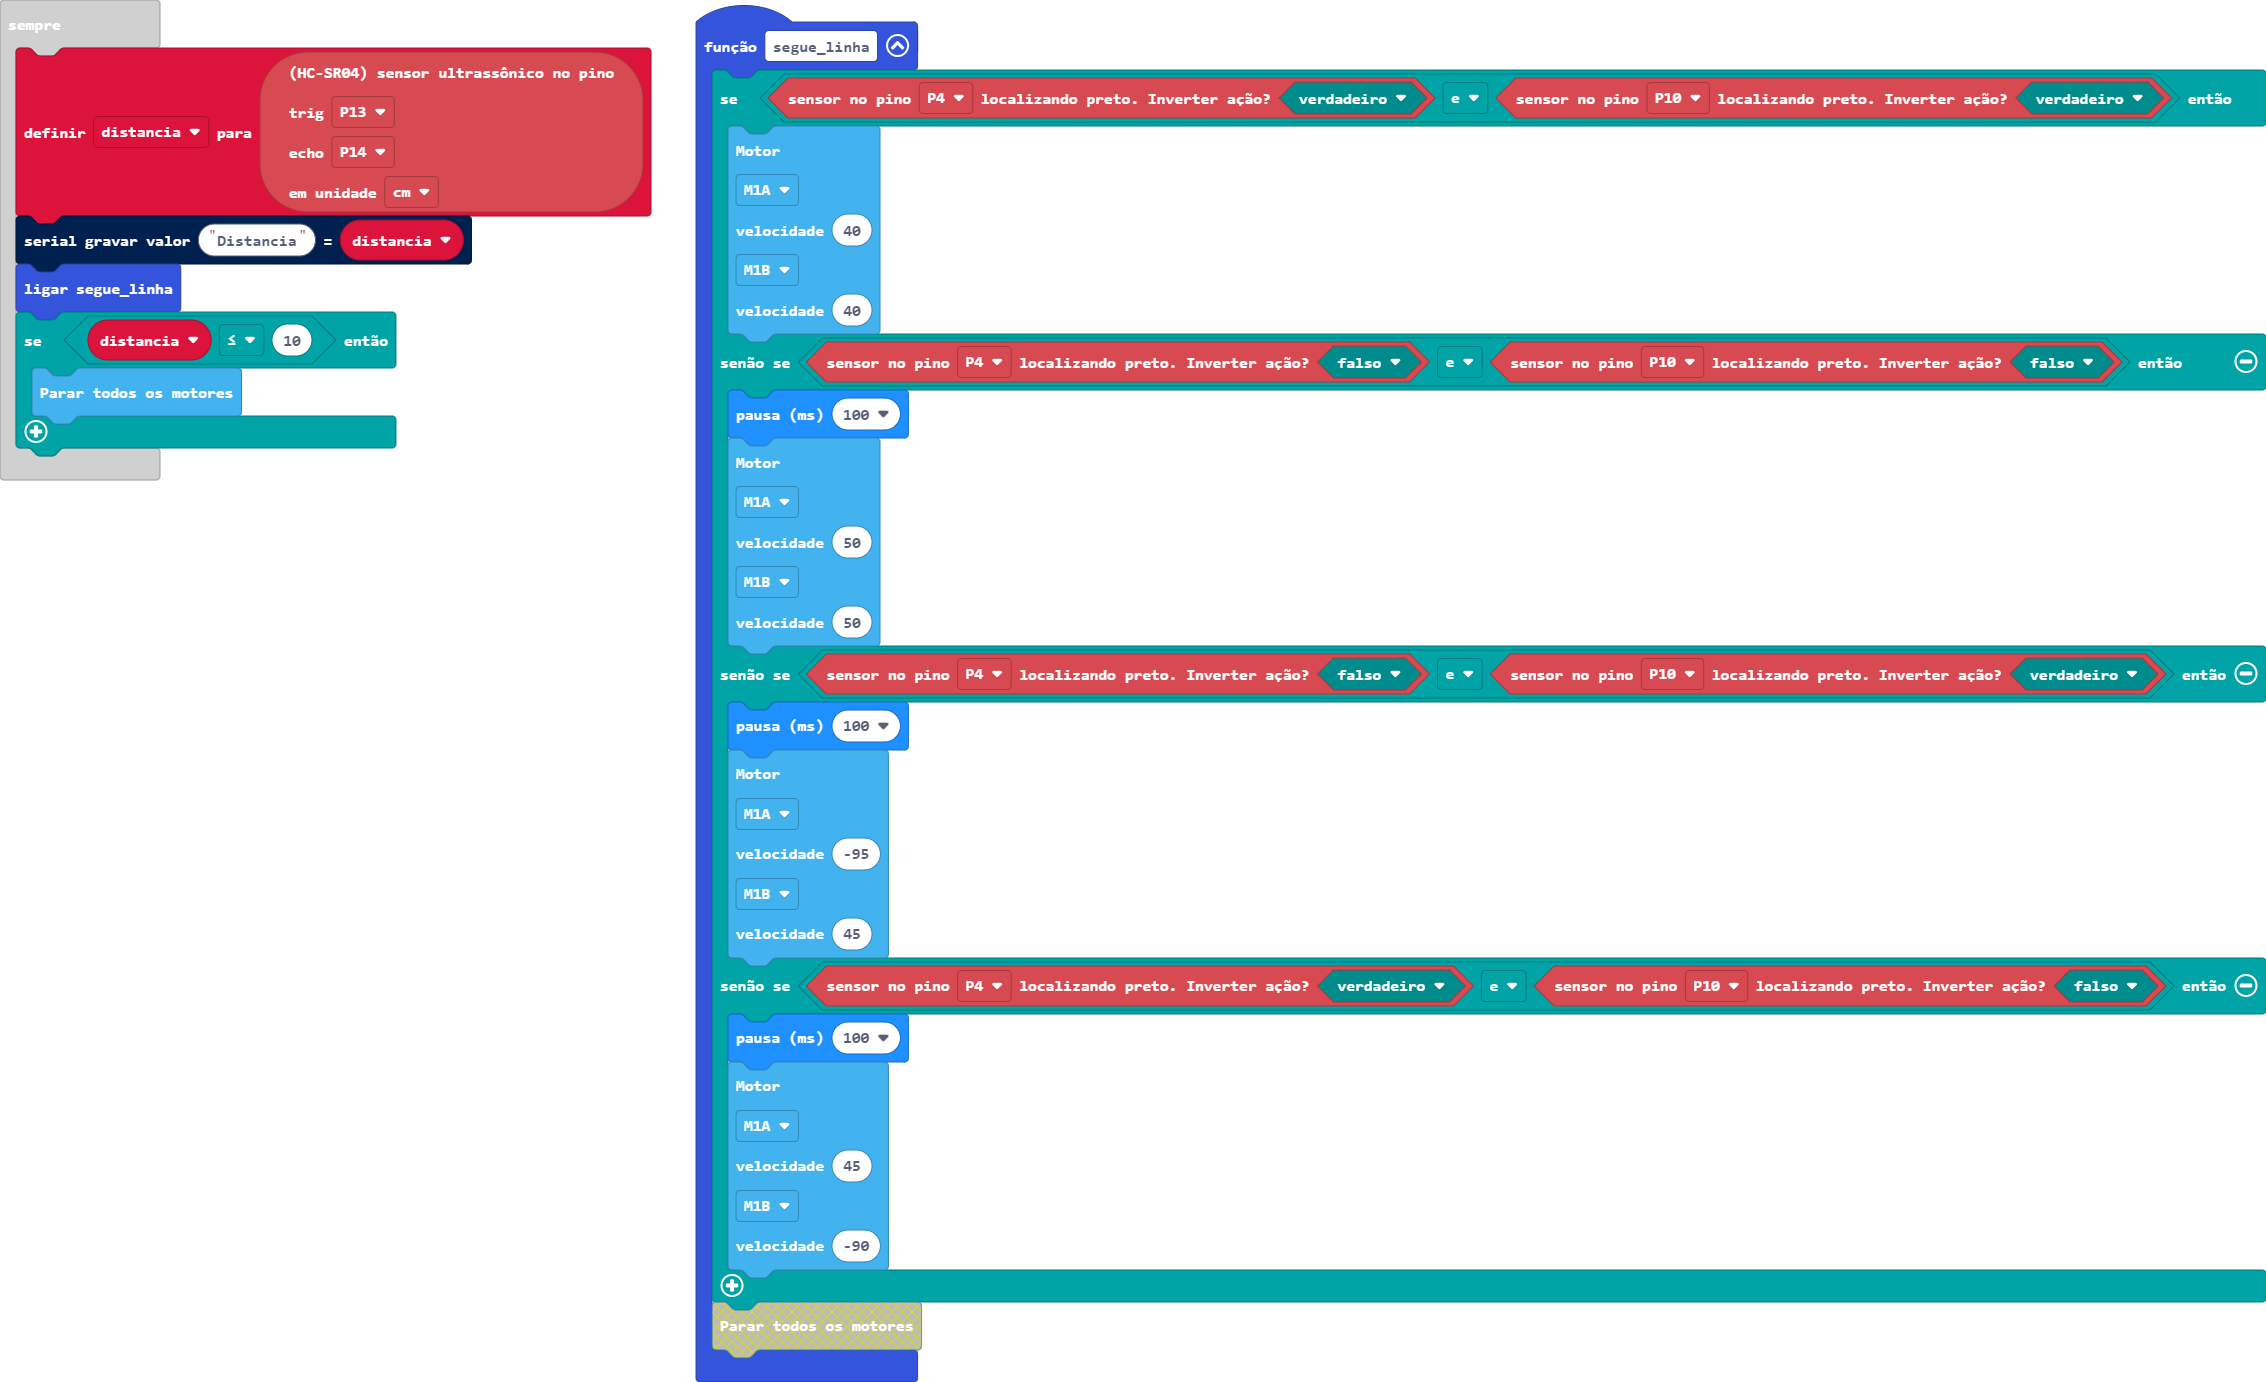 sempre
definir distancia para (HC-SR04) sensor ultrassônico no pino
trig P13
echo P14
em unidade cm
serial gravar valor "Distancia" = distancia
ligar segue_linha
se distancia ≤ 10 então
Parar todos os motores
função segue_linha
se sensor no pino P4 localizando preto. Inverter ação? verdadeiro e sensor no pino P10 localizando preto. Inverter ação? verdadeiro então
Motor
M1A
velocidade 40
M1B
velocidade 40
senão se sensor no pino P4 localizando preto. Inverter ação? falso e sensor no pino P10 localizando preto. Inverter ação? falso então
pausa (ms) 100
Motor
M1A
velocidade 50
M1B
velocidade 50
senão se sensor no pino P4 localizando preto. Inverter ação? falso e sensor no pino P10 localizando preto. Inverter ação? verdadeiro então
pausa (ms) 100
Motor
M1A
velocidade -95
M1B
velocidade 45
senão se sensor no pino P4 localizando preto. Inverter ação? verdadeiro e sensor no pino P10 localizando preto. Inverter ação? falso então
pausa (ms) 100
Motor
M1A
velocidade 45
M1B
velocidade -90
Parar todos os motores